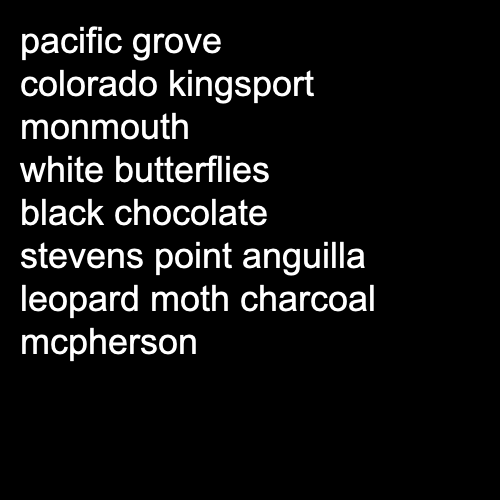 pacific grove
colorado kingsport
monmouth
white butterflies
black chocolate
stevens point anguilla
leopard moth charcoal
mcpherson